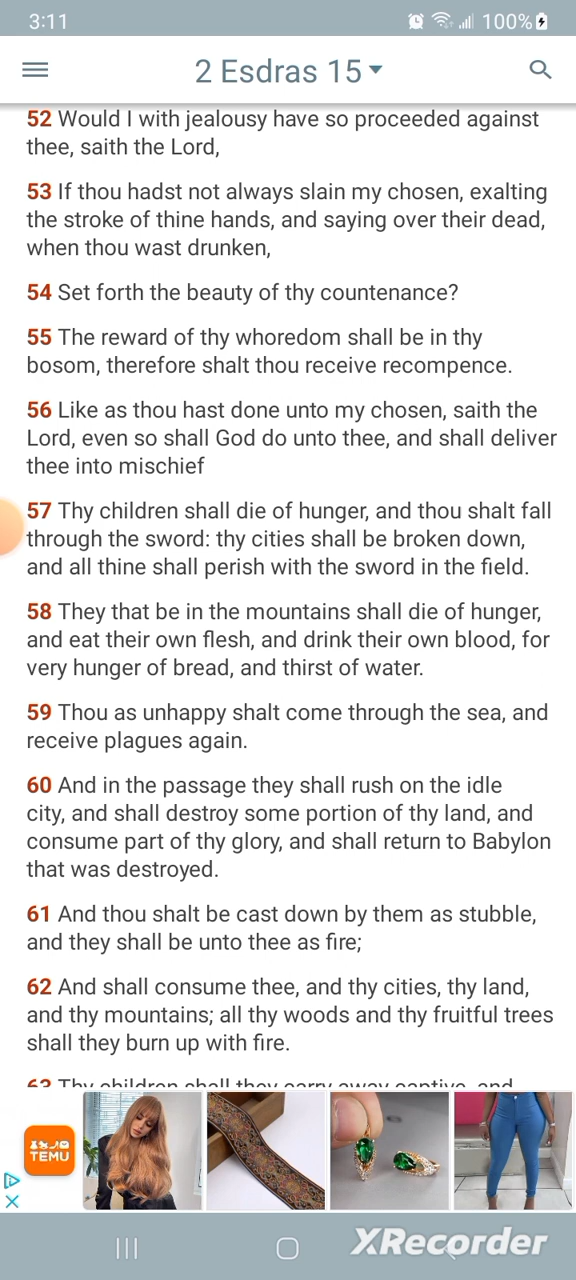 3:11
100%
2 Esdras 15
52 Would I with jealousy have so proceeded against
thee, saith the Lord,
53 If thou hadst not always slain my chosen, exalting
the stroke of thine hands, and saying over their dead,
when thou wast drunken,
54 Set forth the beauty of thy countenance?
55 The reward of thy whoredom shall be in thy
bosom, therefore shalt thou receive recompence.
56 Like as thou hast done unto my chosen, saith the
Lord, even so shall God do unto thee, and shall deliver
thee into mischief
57 Thy children shall die of hunger, and thou shalt fall
through the sword: thy cities shall be broken down,
and all thine shall perish with the sword in the field.
58 They that be in the mountains shall die of hunger,
and eat their own flesh, and drink their own blood, for
very hunger of bread, and thirst of water.
59 Thou as unhappy shalt come through the sea, and
receive plagues again.
60 And in the passage they shall rush on the idle
city, and shall destroy some portion of thy land, and
consume part of thy glory, and shall return to Babylon
that was destroyed.
61 And thou shalt be cast down by them as stubble,
and they shall be unto thee as fire;
62 And shall consume thee, and thy cities, thy land,
and thy mountains; all thy woods and thy fruitful trees
shall they burn up with fire.
63 Thy children shall they carry away captive, and
TEMU
XRecorder